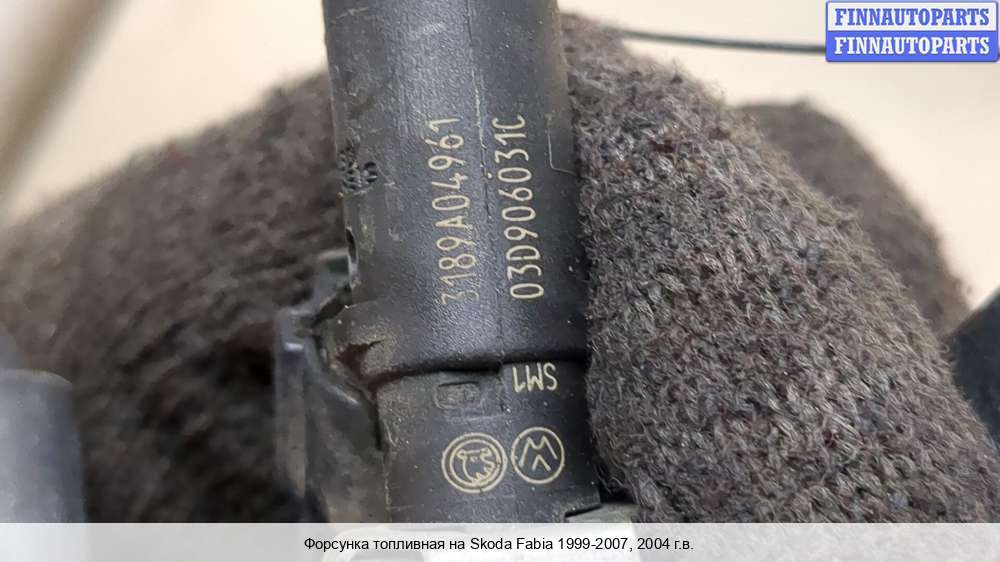 FINNAUTOPARTS
FINNAUTOPARTS
3189A04961
03D906031C
SM1
Форсунка топливная на Skoda Fabia 1999-2007, 2004 г.в.